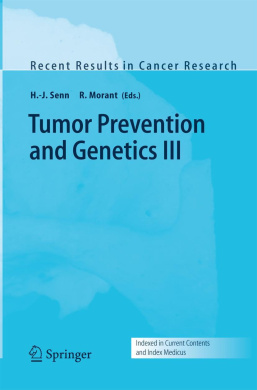 Recent Results in Cancer Research
H.-J. Senn R. Morant (Eds.)
Tumor Prevention
and Genetics III
Indexed in Current Contents
and Index Medicus
Springer